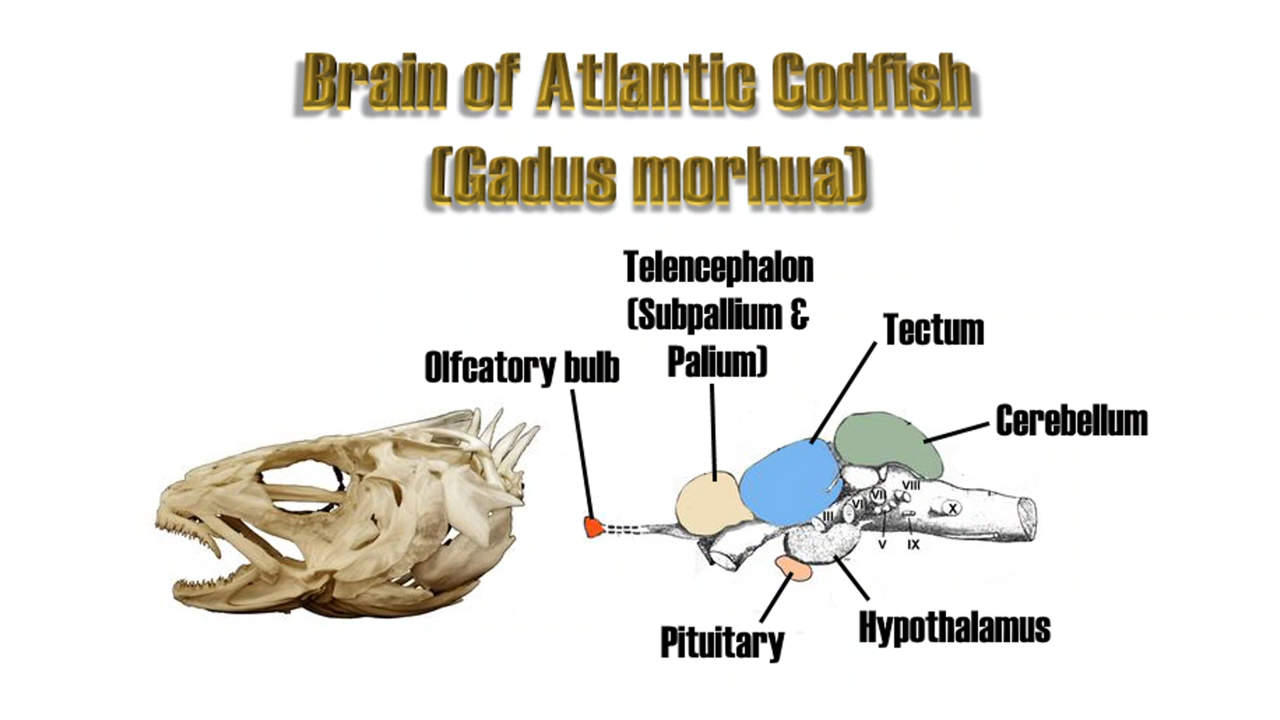 Brain of Atlantic Codfish
(Gadus morhua)
Telencephalon
(Subpallium &
Palium)
Tectum
Olfcatory bulb
Cerebellum
VIII
VII
VI
III
X
V
IX
Hypothalamus
Pituitary